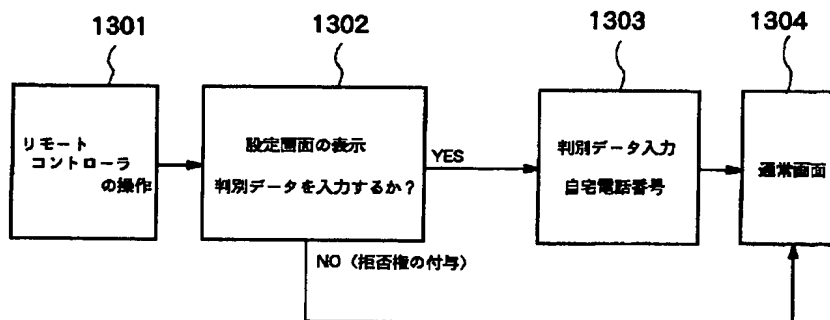 1301
1302
1303
1304
リモート
コントローラ
の操作
設定画面の表示
判別データを入力するか？
YES
判別データ入力
自宅電話番号
通常画面
NO（拒否権の付与）